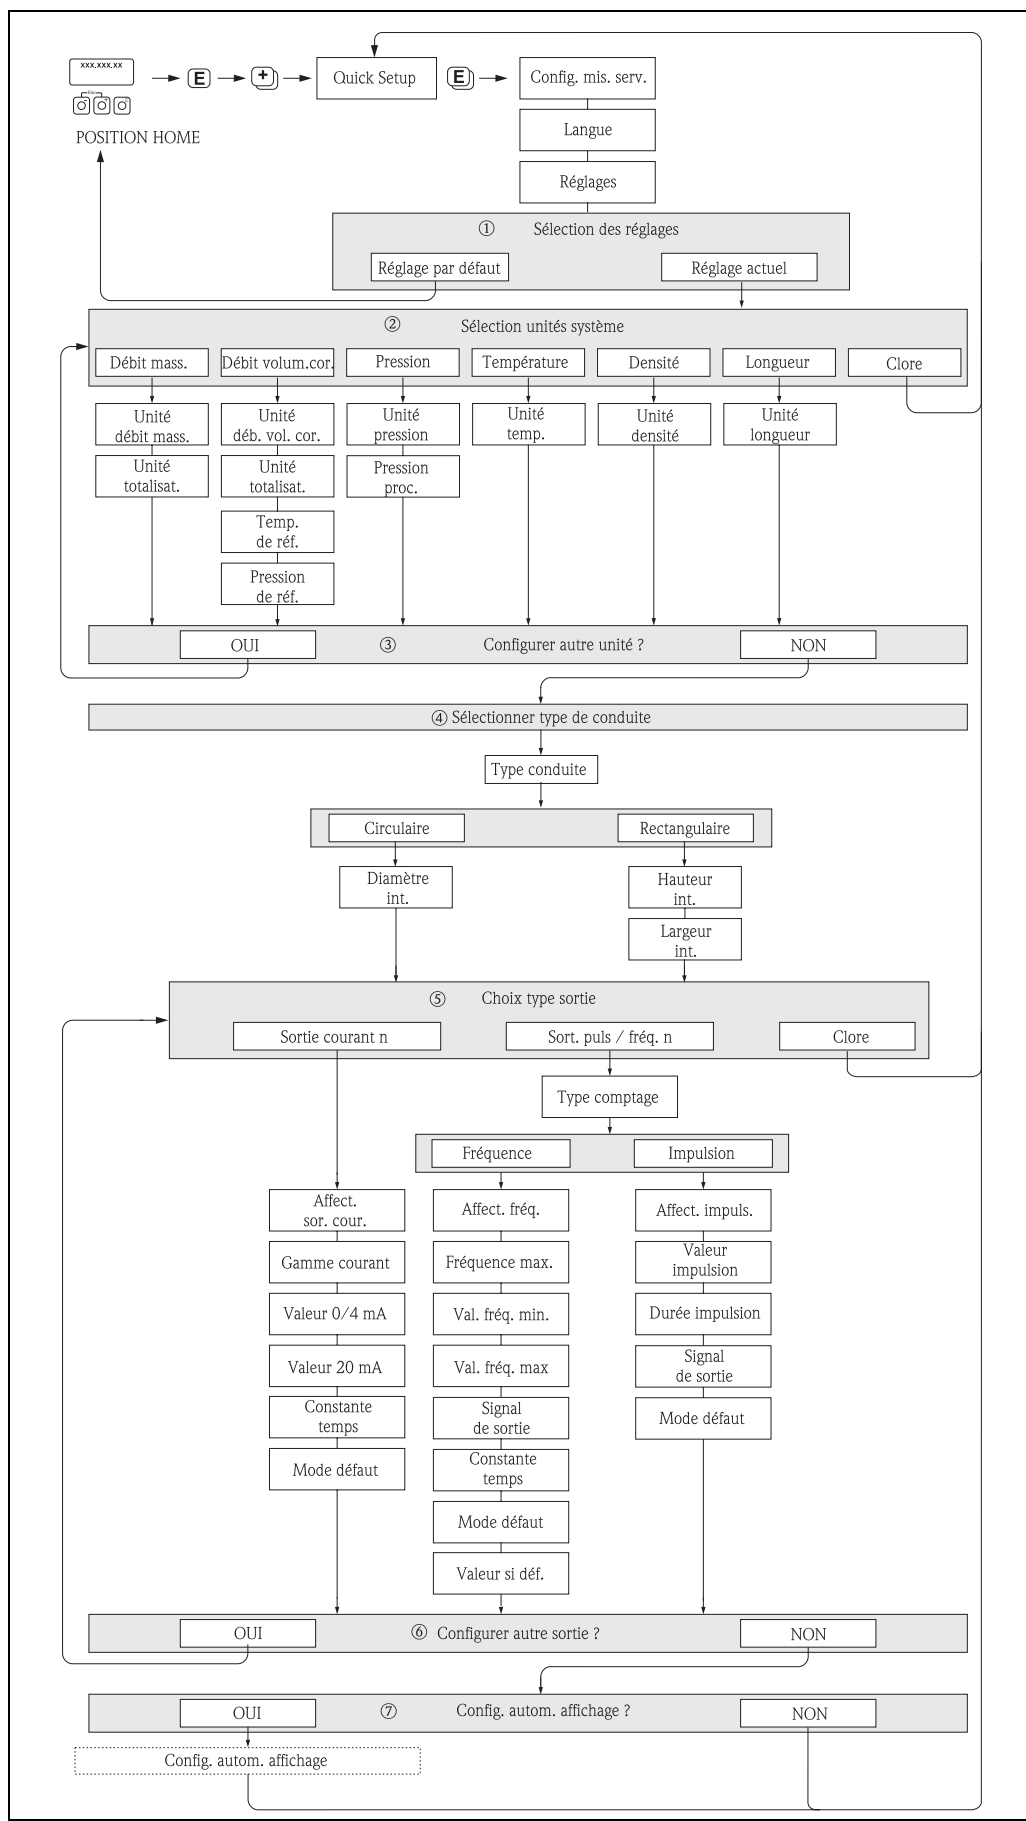 xxx.xxx.xx
Esc
E
+
Quick Setup
E
Config. mis. serv.
POSITION HOME
Langue
Réglages
① Sélection des réglages
Réglage par défaut
Réglage actuel
② Sélection unités système
Débit mass.
Débit volum.cor.
Pression
Température
Densité
Longueur
Clore
Unité
débit mass.
Unité
déb. vol. cor.
Unité
pression
Unité
temp.
Unité
densité
Unité
longueur
Unité
totalisat.
Unité
totalisat.
Pression
proc.
Temp.
de réf.
Pression
de réf.
OUI
③ Configurer autre unité ?
NON
④ Sélectionner type de conduite
Type conduite
Circulaire
Rectangulaire
Diamètre
int.
Hauteur
int.
Largeur
int.
⑤ Choix type sortie
Sortie courant n
Sort. puls / fréq. n
Clore
Type comptage
Fréquence
Impulsion
Affect.
sor. cour.
Affect. fréq.
Affect. impuls.
Gamme courant
Fréquence max.
Valeur
impulsion
Valeur 0/4 mA
Val. fréq. min.
Durée impulsion
Valeur 20 mA
Val. fréq. max
Signal
de sortie
Constante
temps
Signal
de sortie
Mode défaut
Mode défaut
Constante
temps
Mode défaut
Valeur si déf.
OUI
⑥ Configurer autre sortie ?
NON
OUI
⑦ Config. autom. affichage ?
NON
Config. autom. affichage